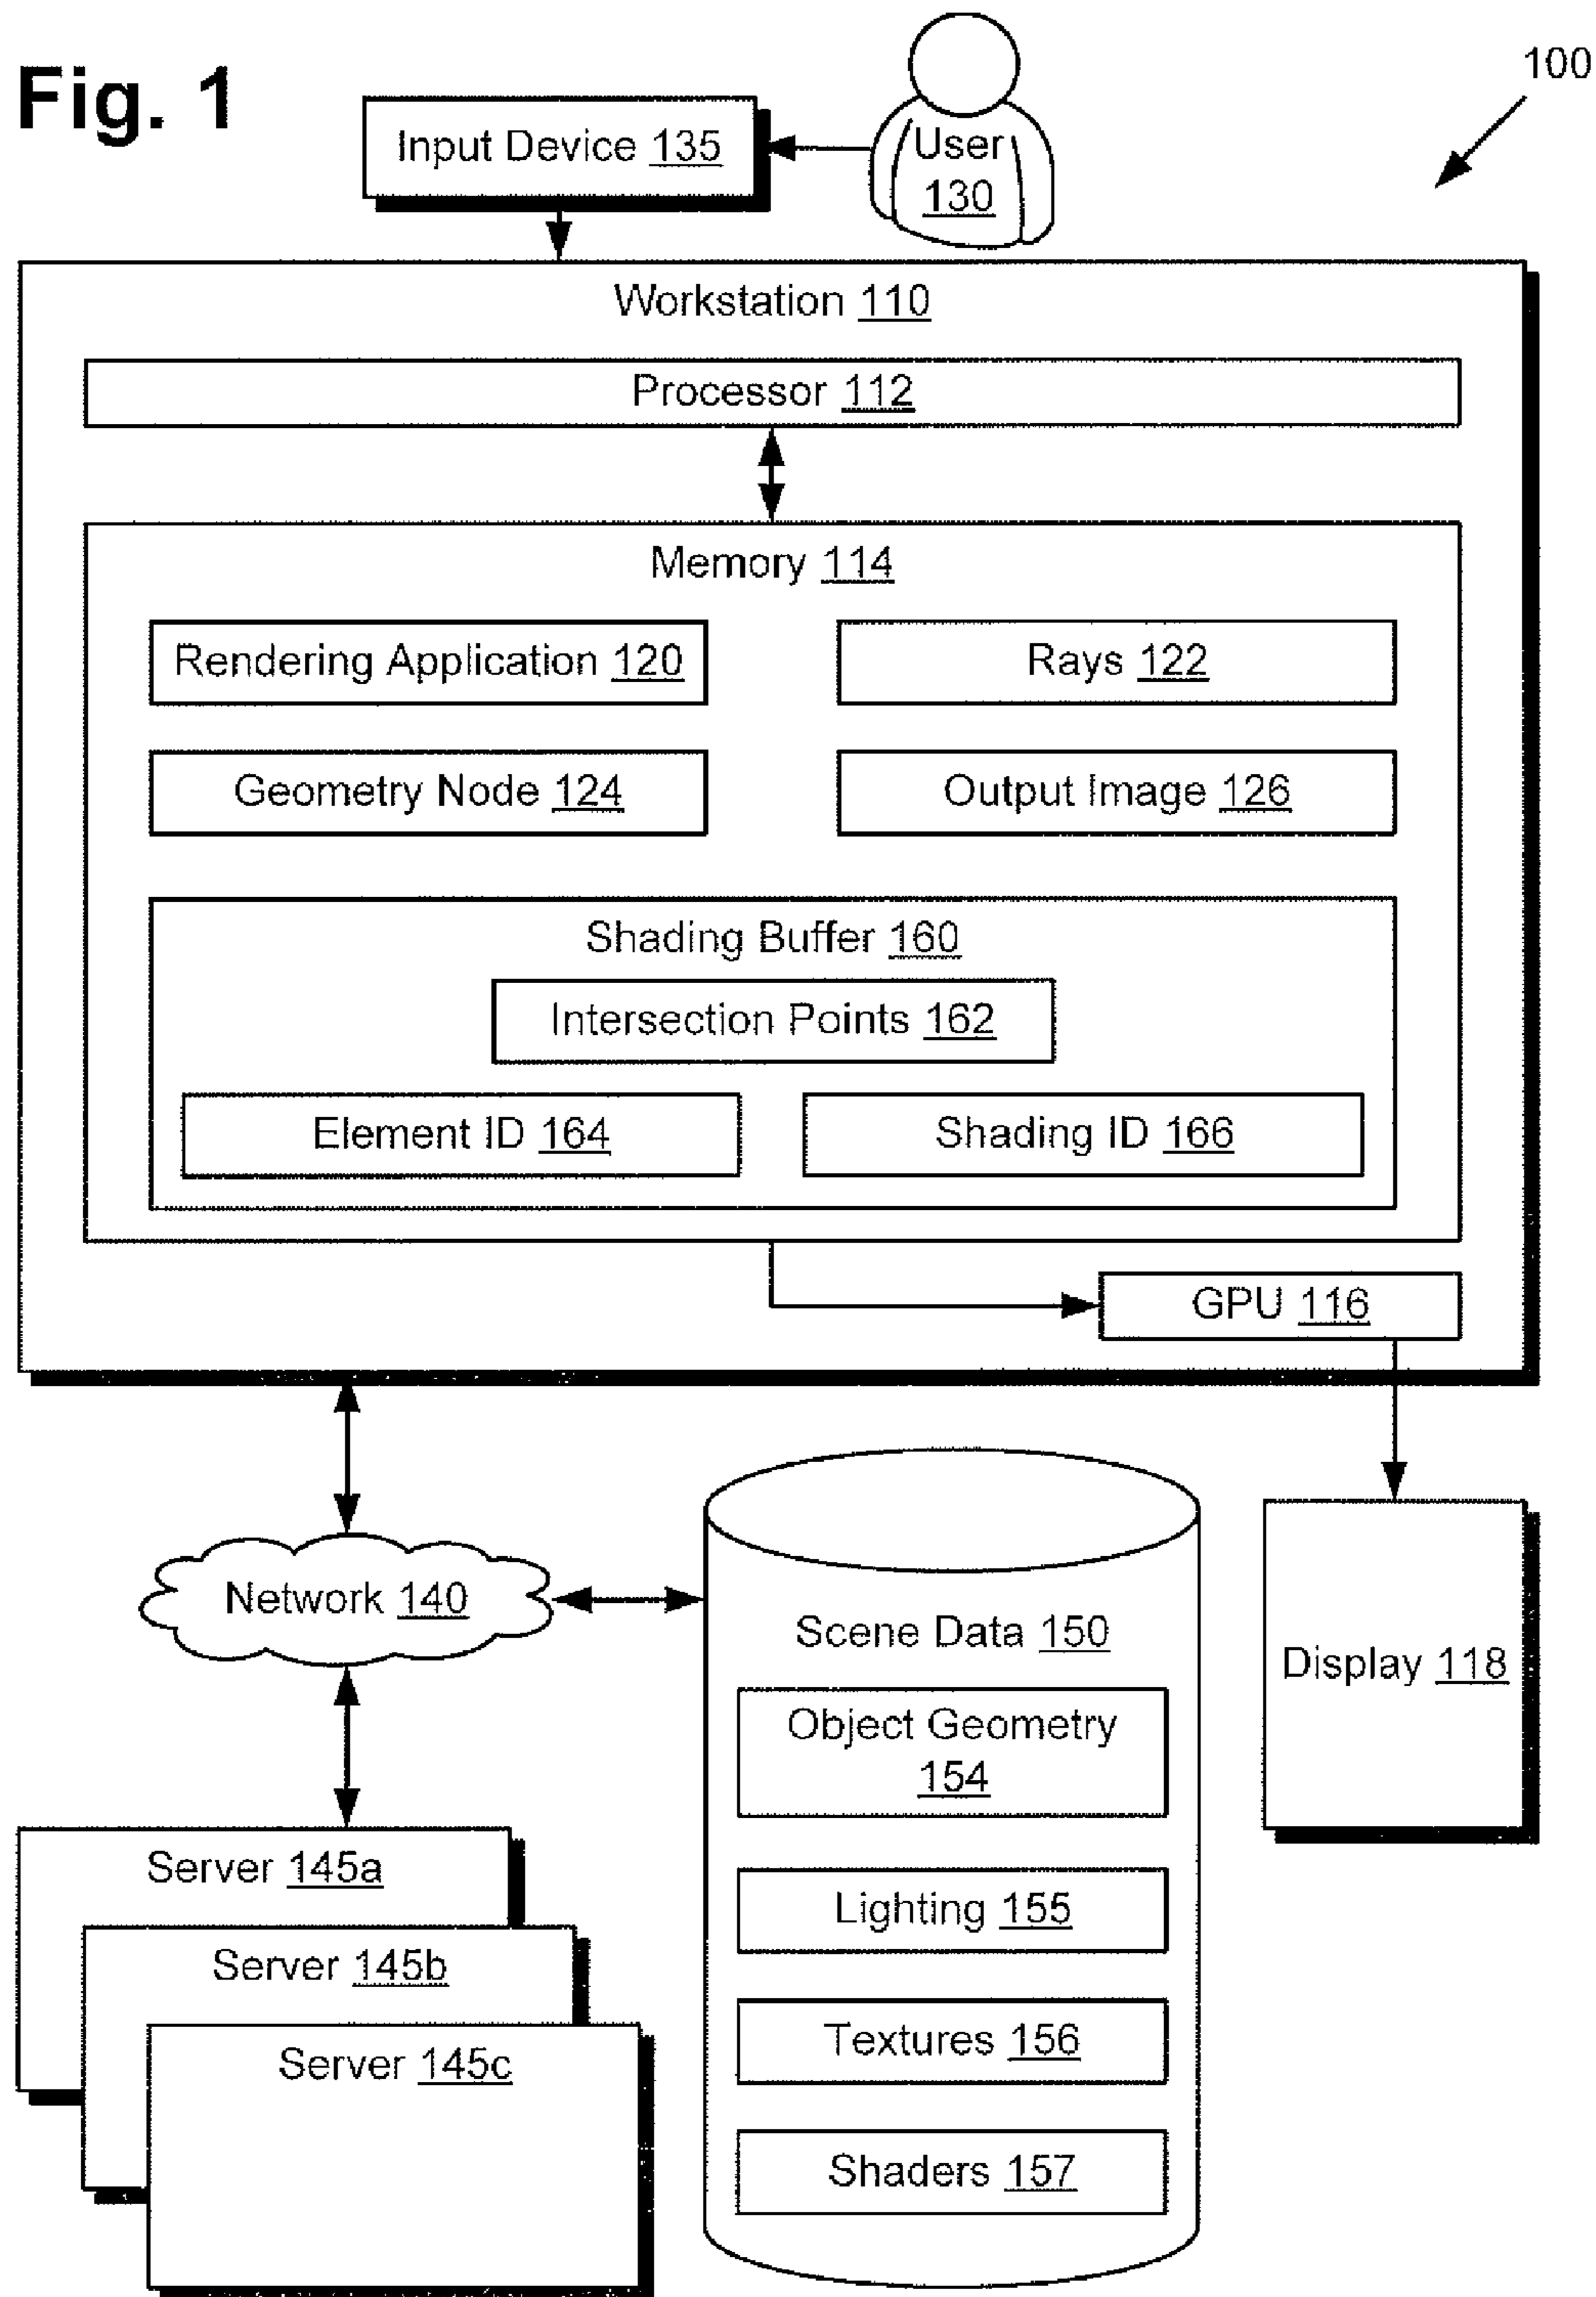 Fig. 1
100
Input Device 135
User
130
Workstation 110
Processor 112
Memory 114
Rendering Application 120
Rays 122
Geometry Node 124
Output Image 126
Shading Buffer 160
Intersection Points 162
Element ID 164
Shading ID 166
GPU 116
Network 140
Scene Data 150
Display 118
Object Geometry
154
Lighting 155
Textures 156
Shaders 157
Server 145a
Server 145b
Server 145c